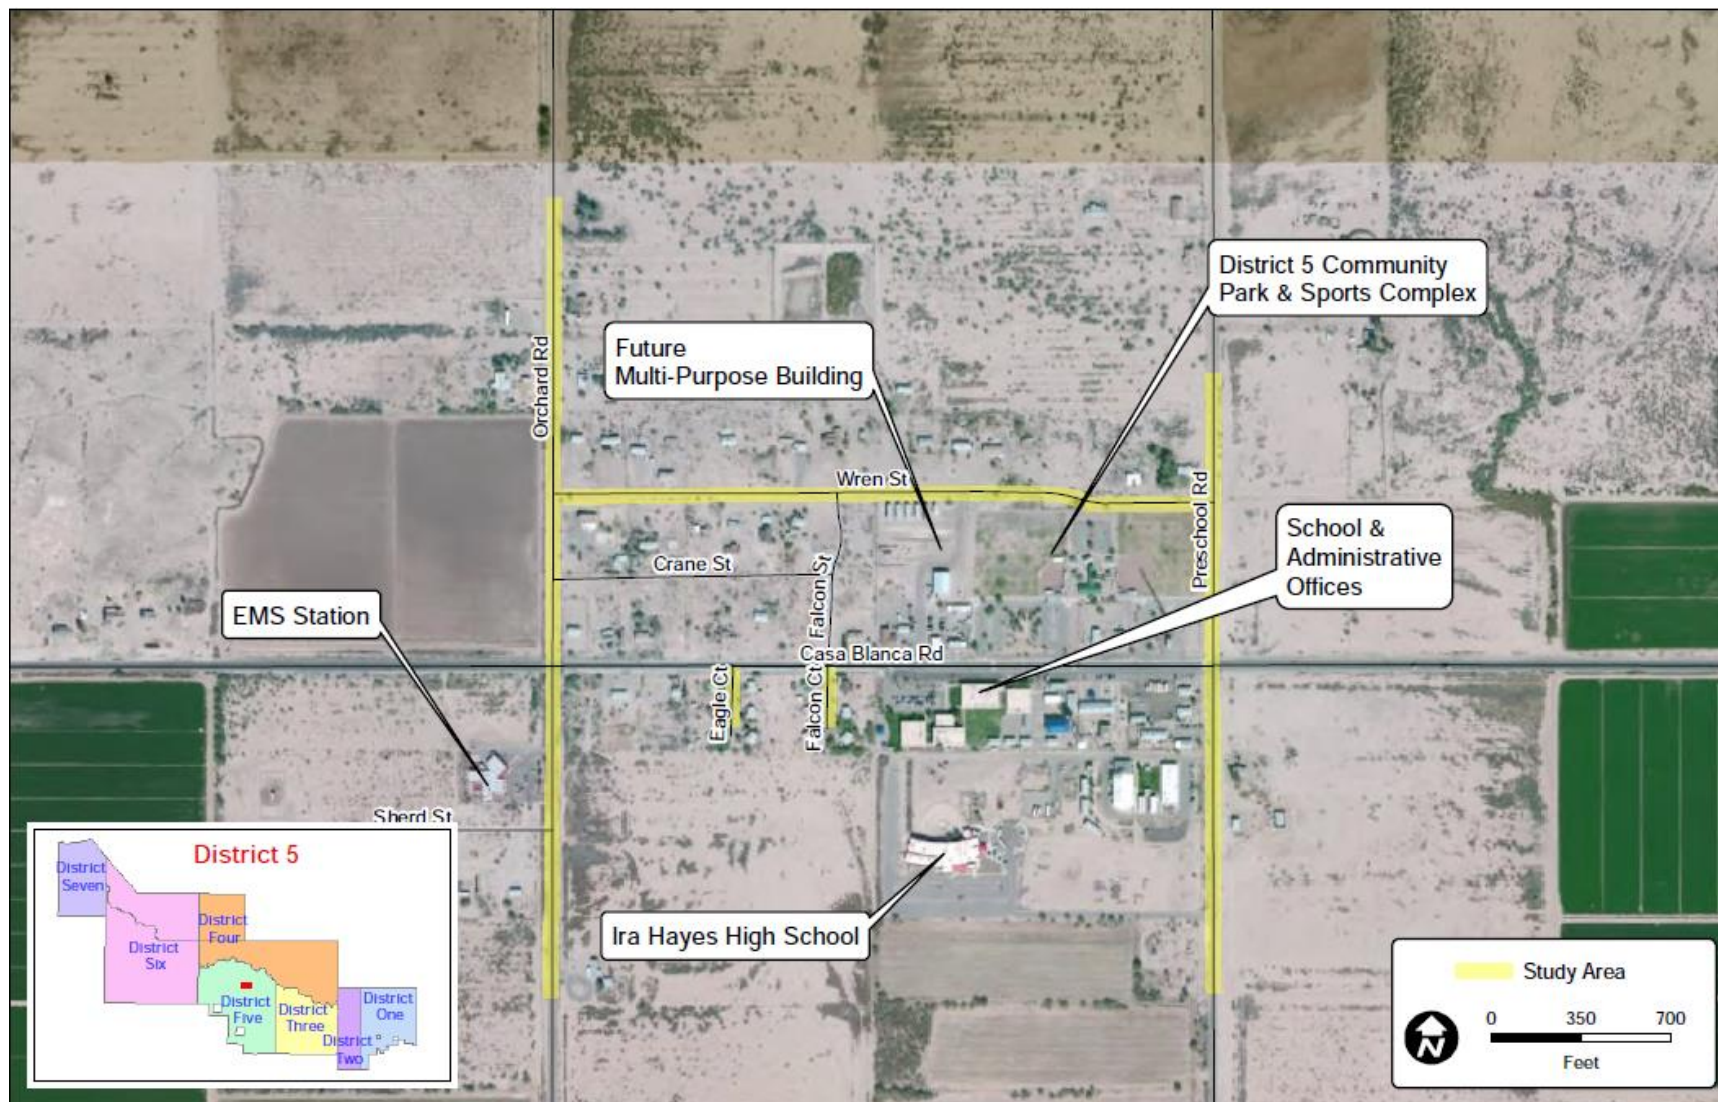 District 5 Community
Park & Sports Complex
Future
Multi-Purpose Building
Orchard Rd
Wren St
Preschool Rd
School &
Administrative
Offices
Crane St
Falcon St
EMS Station
Casa Blanca Rd
Eagle Ct
Falcon Ct
Sherd St
Ira Hayes High School
District 5
District
Seven
District
Four
District
Six
District
Five
District
Three
District
Two
District
One
Study Area
0 350 700
Feet
N